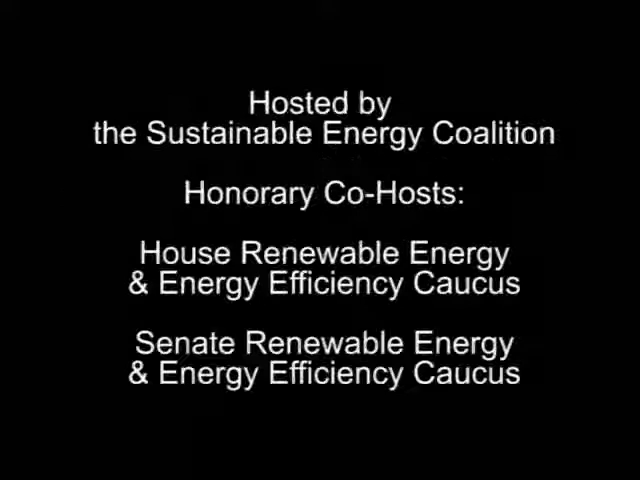 Hosted by
the Sustainable Energy Coalition
Honorary Co-Hosts:
House Renewable Energy
& Energy Efficiency Caucus
Senate Renewable Energy
& Energy Efficiency Caucus